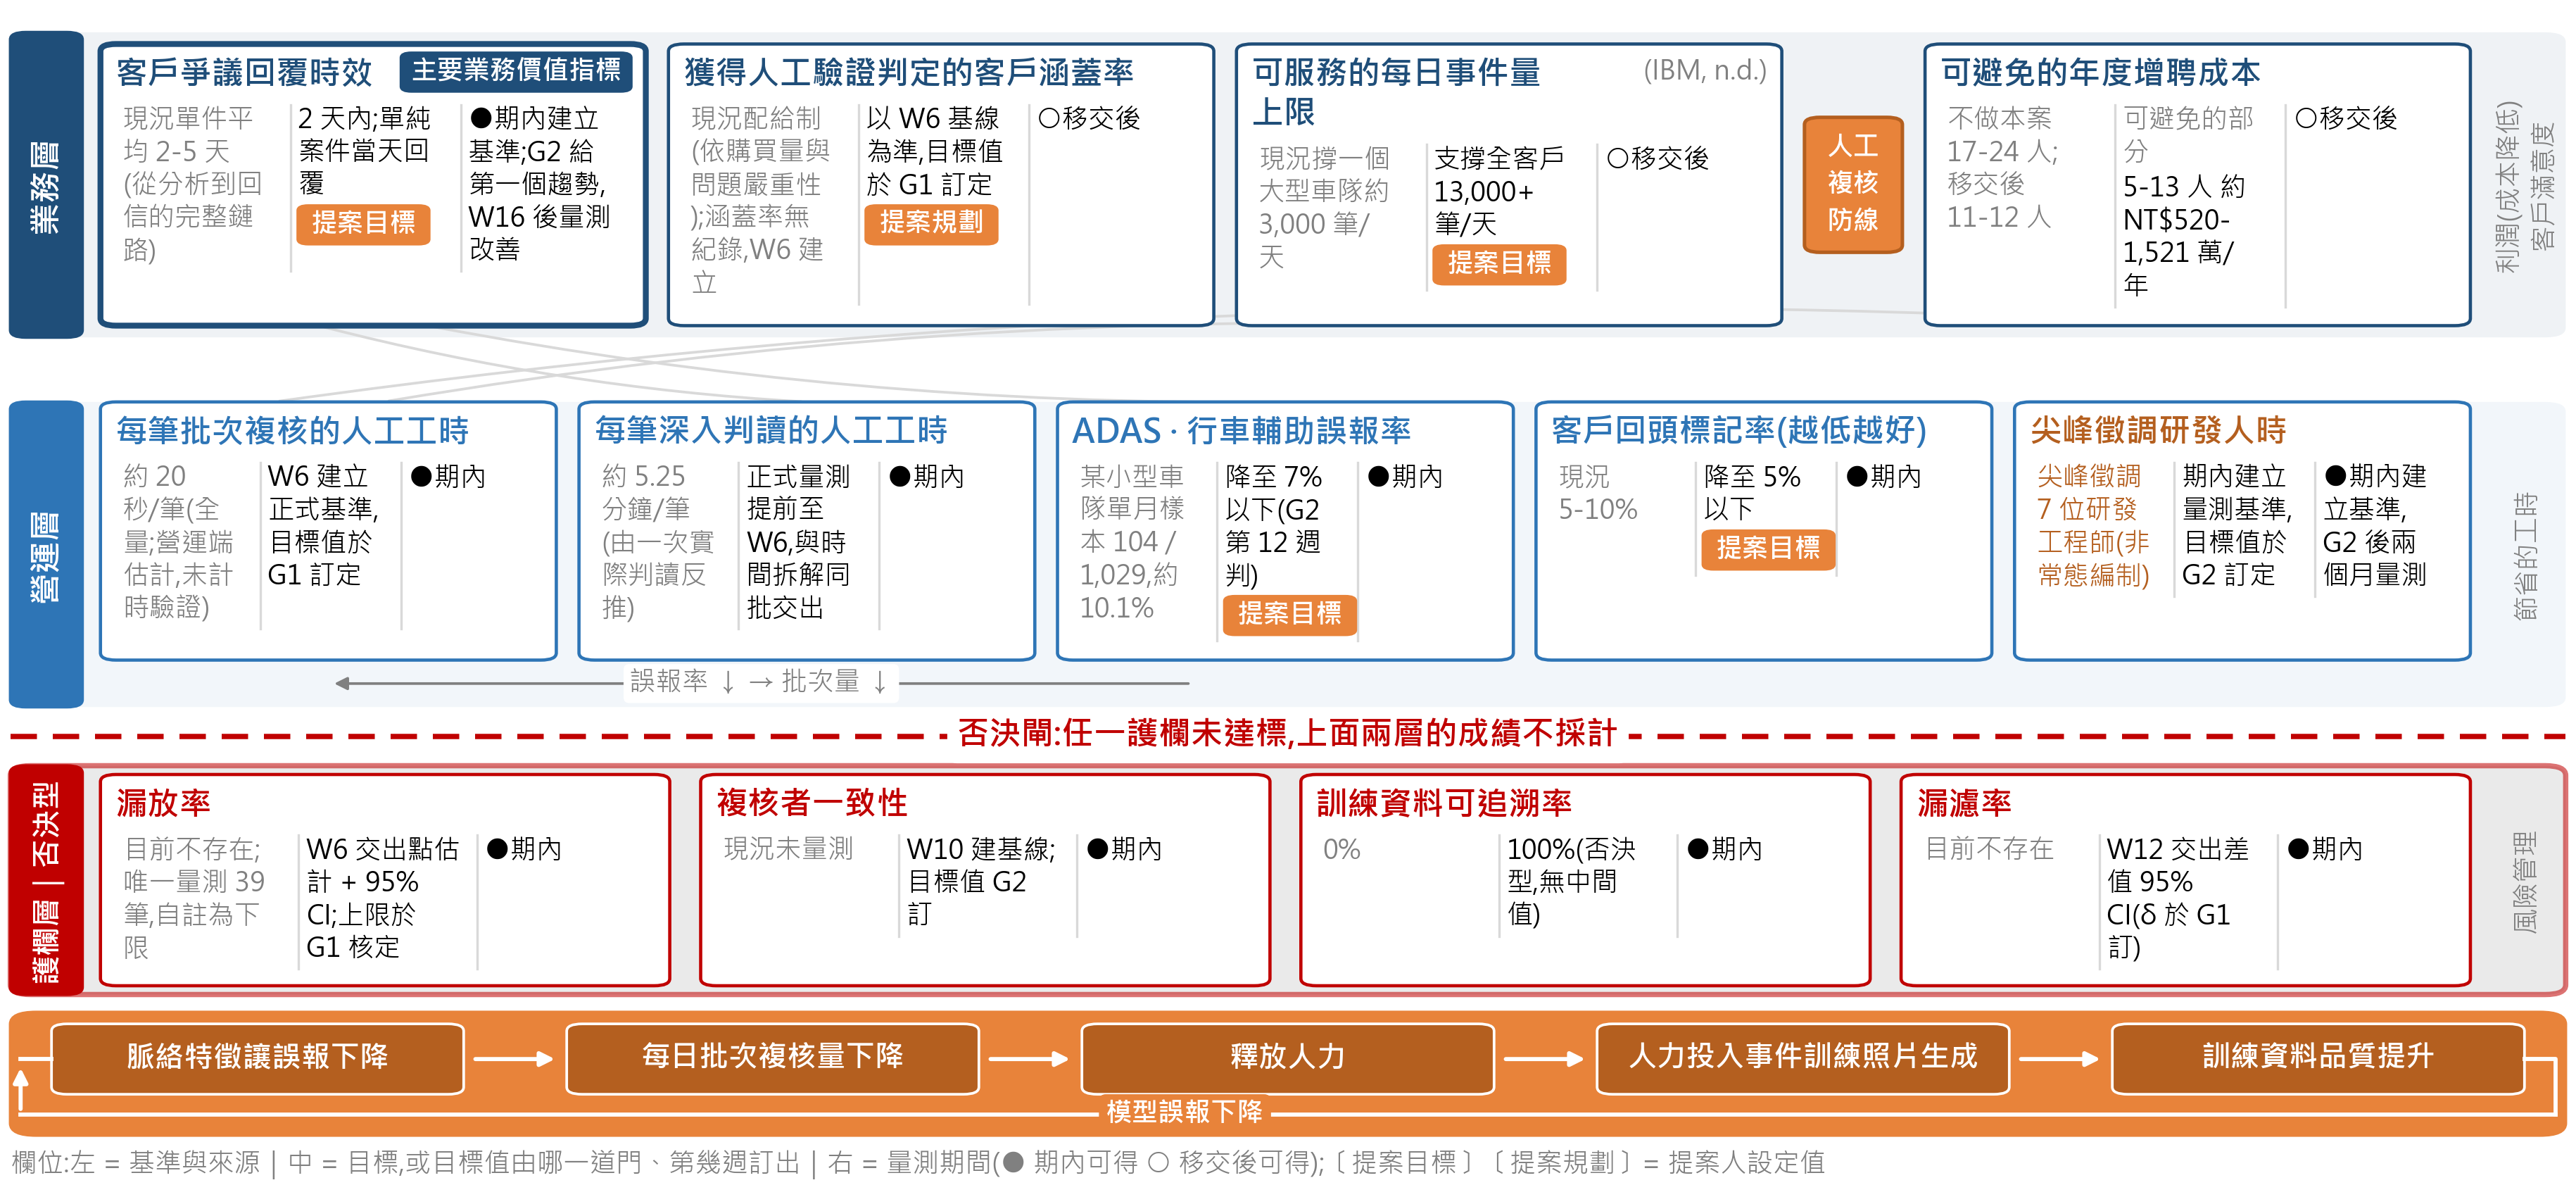 業務層
客戶爭議回覆時效
主要業務價值指標
現況單件平
均 2-5 天
(從分析到回
信的完整鏈
路)
2 天內;單純
案件當天回
覆
提案目標
●期內建立
基準;G2 給
第一個趨勢,
W16 後量測
改善
獲得人工驗證判定的客戶涵蓋率
現況配給制
(依購買量與
問題嚴重性
);涵蓋率無
紀錄,W6 建
立
以 W6 基線
為準,目標值
於 G1 訂定
提案規劃
○移交後
可服務的每日事件量
上限
(IBM, n.d.)
現況撐一個
大型車隊約
3,000 筆/
天
支撐全客戶
13,000+
筆/天
提案目標
○移交後
人工
複核
防線
可避免的年度增聘成本
不做本案
17-24 人;
移交後
11-12 人
可避免的部
分
5-13 人 約
NT$520-
1,521 萬/
年
○移交後
利潤(成本降低)
客戶滿意度
營運層
每筆批次複核的人工工時
約 20
秒/筆(全
量;營運端
估計,未計
時驗證)
W6 建立
正式基準,
目標值於
G1 訂定
●期內
每筆深入判讀的人工工時
約 5.25
分鐘/筆
(由一次實
際判讀反
推)
正式量測
提前至
W6,與時
間拆解同
批交出
●期內
ADAS · 行車輔助誤報率
某小型車
隊單月樣
本 104 /
1,029,約
10.1%
降至 7%
以下(G2
第 12 週
判)
提案目標
●期內
客戶回頭標記率(越低越好)
現況
5-10%
降至 5%
以下
提案目標
●期內
尖峰徵調研發人時
尖峰徵調
7 位研發
工程師(非
常態編制)
期內建立
量測基準,
目標值於
G2 訂定
●期內建
立基準,
G2 後兩
個月量測
節省的工時
誤報率 ↓ → 批次量 ↓
否決閘:任一護欄未達標,上面兩層的成績不採計
護欄層 | 否決型
漏放率
目前不存在;
唯一量測 39
筆,自註為下
限
W6 交出點估
計 + 95%
CI;上限於
G1 核定
●期內
複核者一致性
現況未量測
W10 建基線;
目標值 G2
訂
●期內
訓練資料可追溯率
0%
100%(否決
型,無中間
值)
●期內
漏濾率
目前不存在
W12 交出差
值 95%
CI(δ 於 G1
訂)
●期內
風險管理
脈絡特徵讓誤報下降
每日批次複核量下降
釋放人力
人力投入事件訓練照片生成
訓練資料品質提升
模型誤報下降
欄位:左 = 基準與來源 | 中 = 目標,或目標值由哪一道門、第幾週訂出 | 右 = 量測期間(● 期內可得 ○ 移交後可得);〔提案目標〕〔提案規劃〕= 提案人設定值